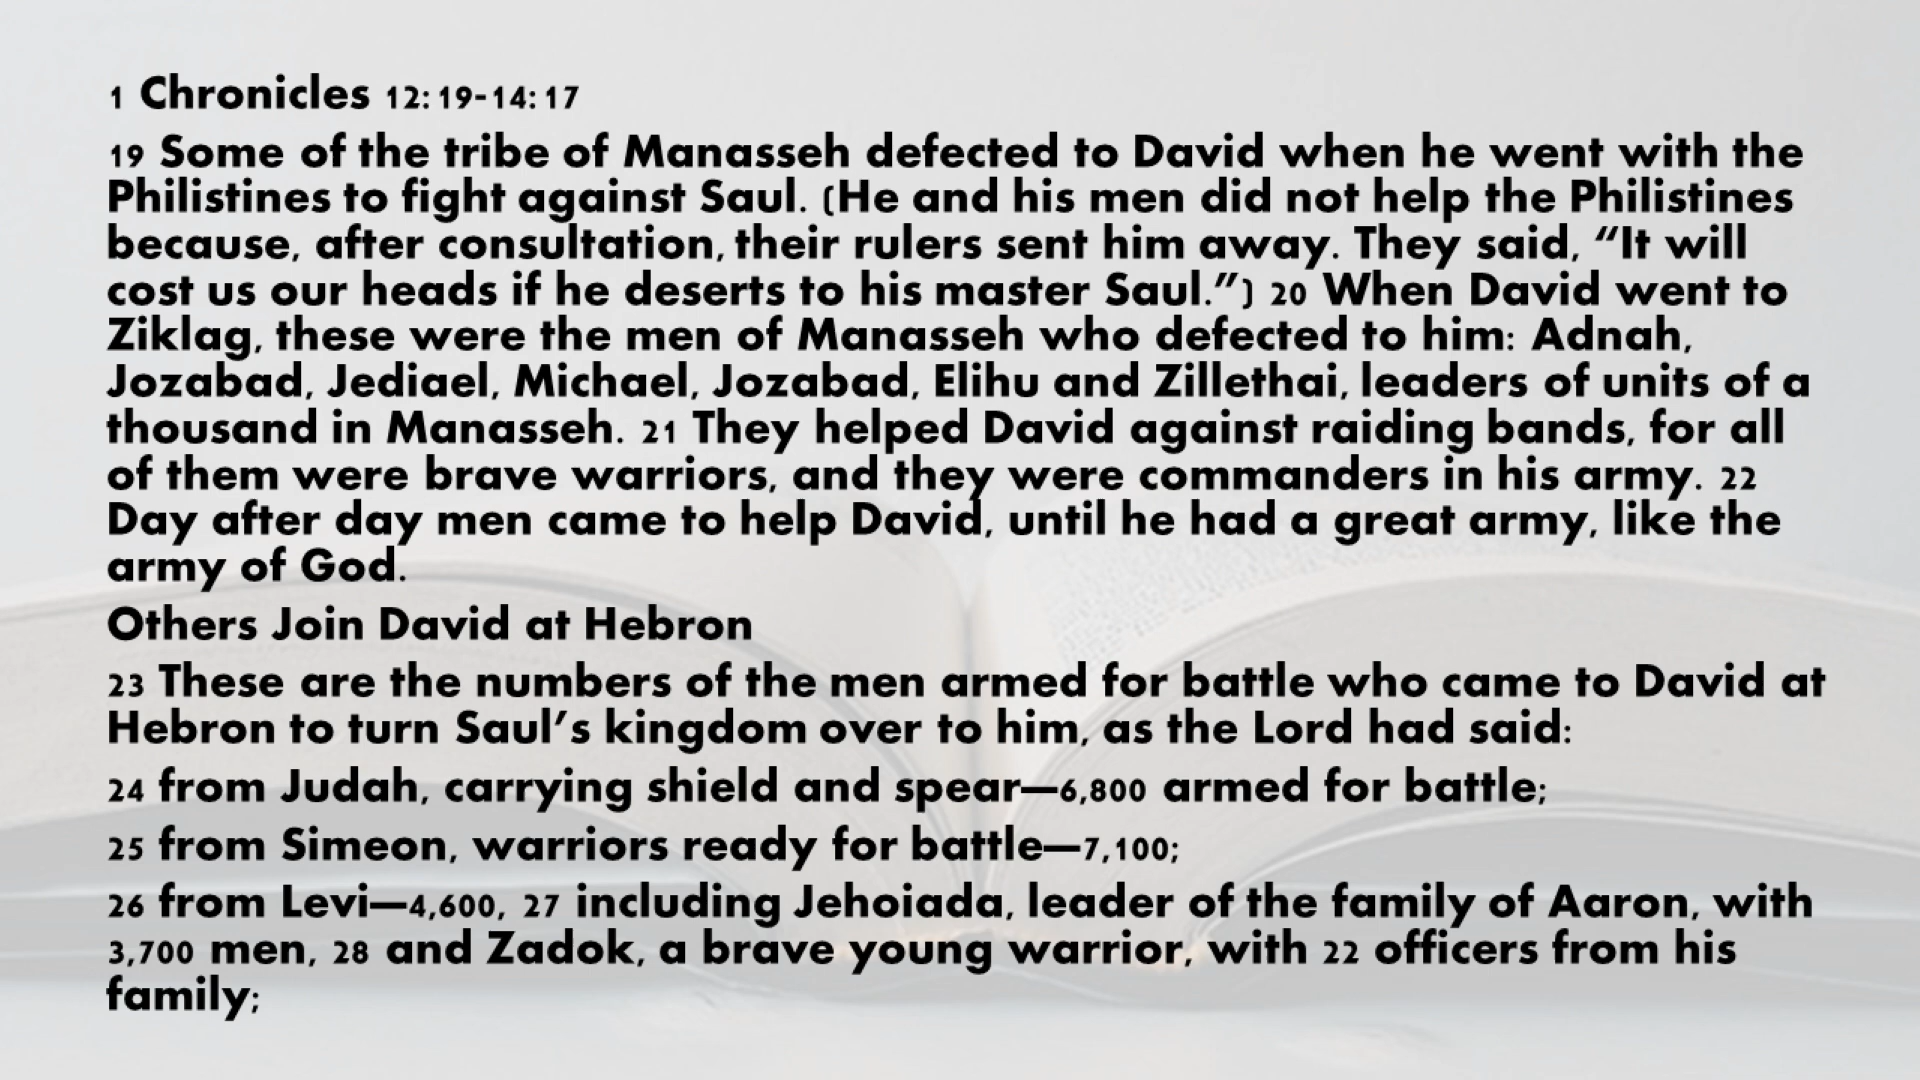 1 Chronicles 12:19-14:17
19 Some of the tribe of Manasseh defected to David when he went with the
Philistines to fight against Saul. (He and his men did not help the Philistines
because, after consultation, their rulers sent him away. They said, “It will
cost us our heads if he deserts to his master Saul.”) 20 When David went to
Ziklag, these were the men of Manasseh who defected to him: Adnah,
Jozabad, Jediael, Michael, Jozabad, Elihu and Zillethai, leaders of units of a
thousand in Manasseh. 21 They helped David against raiding bands, for all
of them were brave warriors, and they were commanders in his army. 22
Day after day men came to help David, until he had a great army, like the
army of God.
Others Join David at Hebron
23 These are the numbers of the men armed for battle who came to David at
Hebron to turn Saul’s kingdom over to him, as the Lord had said:
24 from Judah, carrying shield and spear—6,800 armed for battle;
25 from Simeon, warriors ready for battle—7,100;
26 from Levi—4,600, 27 including Jehoiada, leader of the family of Aaron, with
3,700 men, 28 and Zadok, a brave young warrior, with 22 officers from his
family;